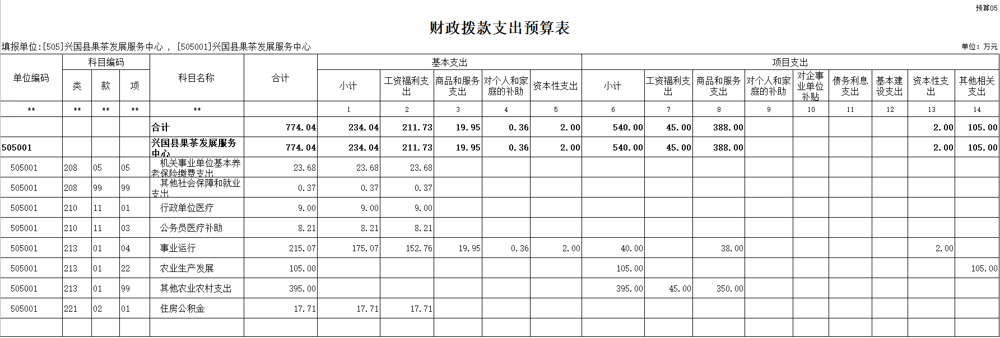 预算05
财政拨款支出预算表
填报单位:[505]兴国县果茶发展服务中心 , [505001]兴国县果茶发展服务中心 单位: 万元
单位编码 科目编码 科目名称 合计 基本支出 项目支出
类 款 项 小计 工资福利支出 商品和服务支出 对个人和家庭的补助 资本性支出 小计 工资福利支出 商品和服务支出 对个人和家庭的补助 对企事业单位补贴 债务利息支出 基本建设支出 资本性支出 其他相关支出
** ** ** ** ** 1 2 3 4 5 6 7 8 9 10 11 12 13 14
合计 774.04 234.04 211.73 19.95 0.36 2.00 540.00 45.00 388.00 2.00 105.00
505001 兴国县果茶发展服务中心 774.04 234.04 211.73 19.95 0.36 2.00 540.00 45.00 388.00 2.00 105.00
505001 208 05 05 机关事业单位基本养老保险缴费支出 23.68 23.68 23.68
505001 208 99 99 其他社会保障和就业支出 0.37 0.37 0.37
505001 210 11 01 行政单位医疗 9.00 9.00 9.00
505001 210 11 03 公务员医疗补助 8.21 8.21 8.21
505001 213 01 04 事业运行 215.07 175.07 152.76 19.95 0.36 2.00 40.00 38.00 2.00
505001 213 01 22 农业生产发展 105.00 105.00 105.00
505001 213 01 99 其他农业农村支出 395.00 395.00 45.00 350.00
505001 221 02 01 住房公积金 17.71 17.71 17.71